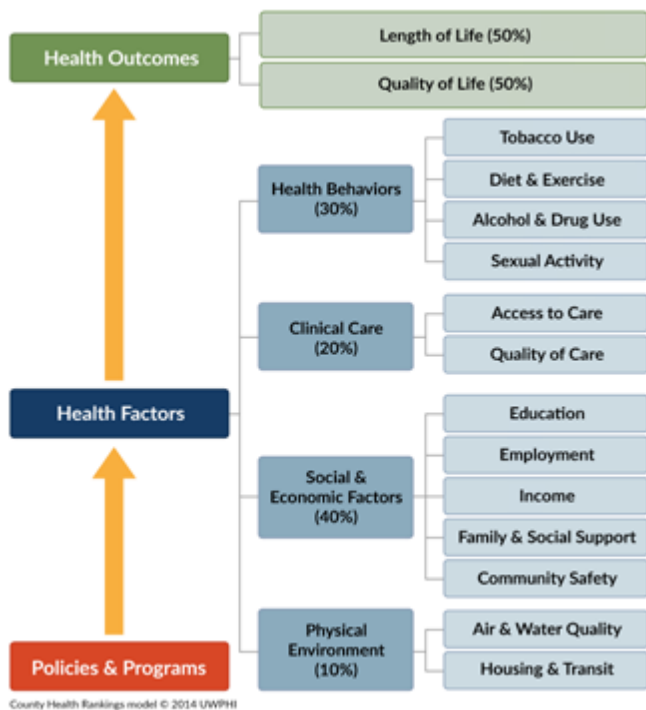 Health Outcomes
Length of Life (50%)
Quality of Life (50%)
Health Factors
Health Behaviors
(30%)
Tobacco Use
Diet & Exercise
Alcohol & Drug Use
Sexual Activity
Clinical Care
(20%)
Access to Care
Quality of Care
Social &
Economic Factors
(40%)
Education
Employment
Income
Family & Social Support
Community Safety
Physical
Environment
(10%)
Air & Water Quality
Housing & Transit
Policies & Programs
County Health Rankings model © 2014 UWPHI